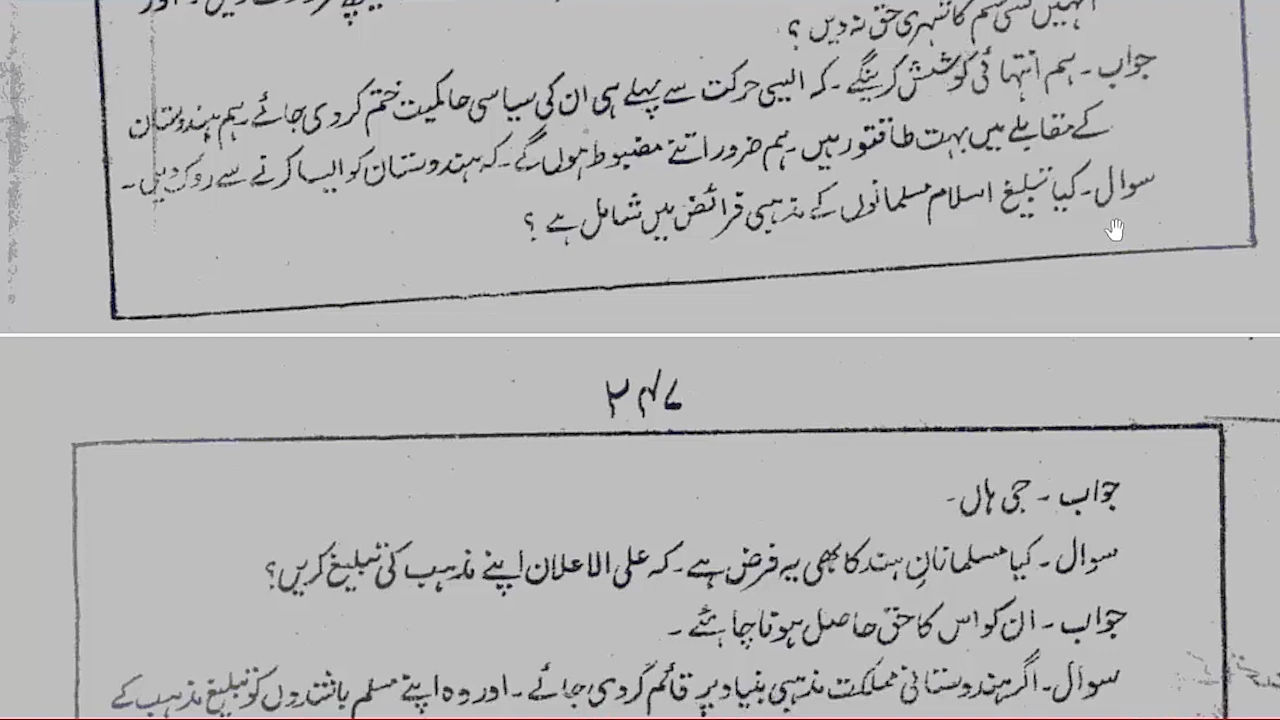 انہیں کسی قسم کا شہری حق نہ دیں ؟
جواب ۔ ہم انتہائی کوشش کرینگے ۔ کہ ایسی حرکت سے پہلے ہی ان کی سیاسی حاکمیت ختم کر دی جائے ۔ ہم ہندوستان
کے مقابلے میں بہت طاقتور ہیں ۔ ہم ضرور اتنے مضبوط ہوں گے ۔ کہ ہندوستان کو ایسا کرنے سے روک دیں ۔
سوال ۔ کیا تبلیغ اسلام مسلمانوں کے مذہبی فرائض میں شامل ہے ؟
۲۴۷
جواب ۔ جی ہاں ۔
سوال ۔ کیا مسلمانانِ ہند کا بھی یہ فرض ہے ۔ کہ علی الاعلان اپنے مذہب کی تبلیغ کریں ؟
جواب ۔ ان کو اس کا حق حاصل ہونا چاہئے ۔
سوال ۔ اگر ہندوستانی مملکت مذہبی بنیاد پر قائم کر دی جائے ۔ اور وہ اپنے مسلم باشندوں کو تبلیغ مذہب کے